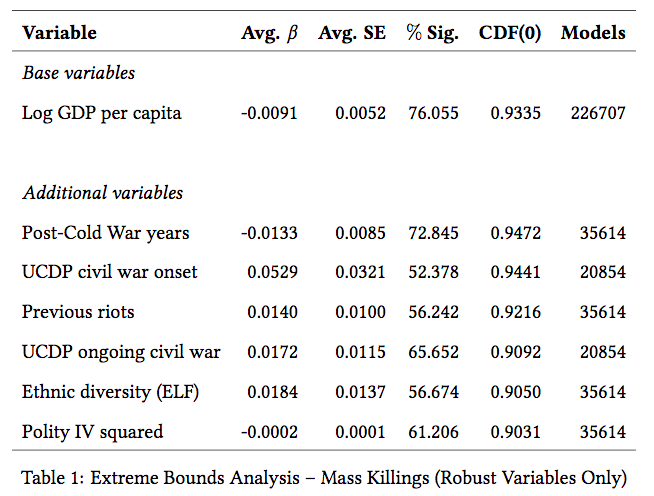 Variable Avg. β Avg. SE % Sig. CDF(0) Models
Base variables
Log GDP per capita -0.0091 0.0052 76.055 0.9335 226707
Additional variables
Post-Cold War years -0.0133 0.0085 72.845 0.9472 35614
UCDP civil war onset 0.0529 0.0321 52.378 0.9441 20854
Previous riots 0.0140 0.0100 56.242 0.9216 35614
UCDP ongoing civil war 0.0172 0.0115 65.652 0.9092 20854
Ethnic diversity (ELF) 0.0184 0.0137 56.674 0.9050 35614
Polity IV squared -0.0002 0.0001 61.206 0.9031 35614
Table 1: Extreme Bounds Analysis – Mass Killings (Robust Variables Only)